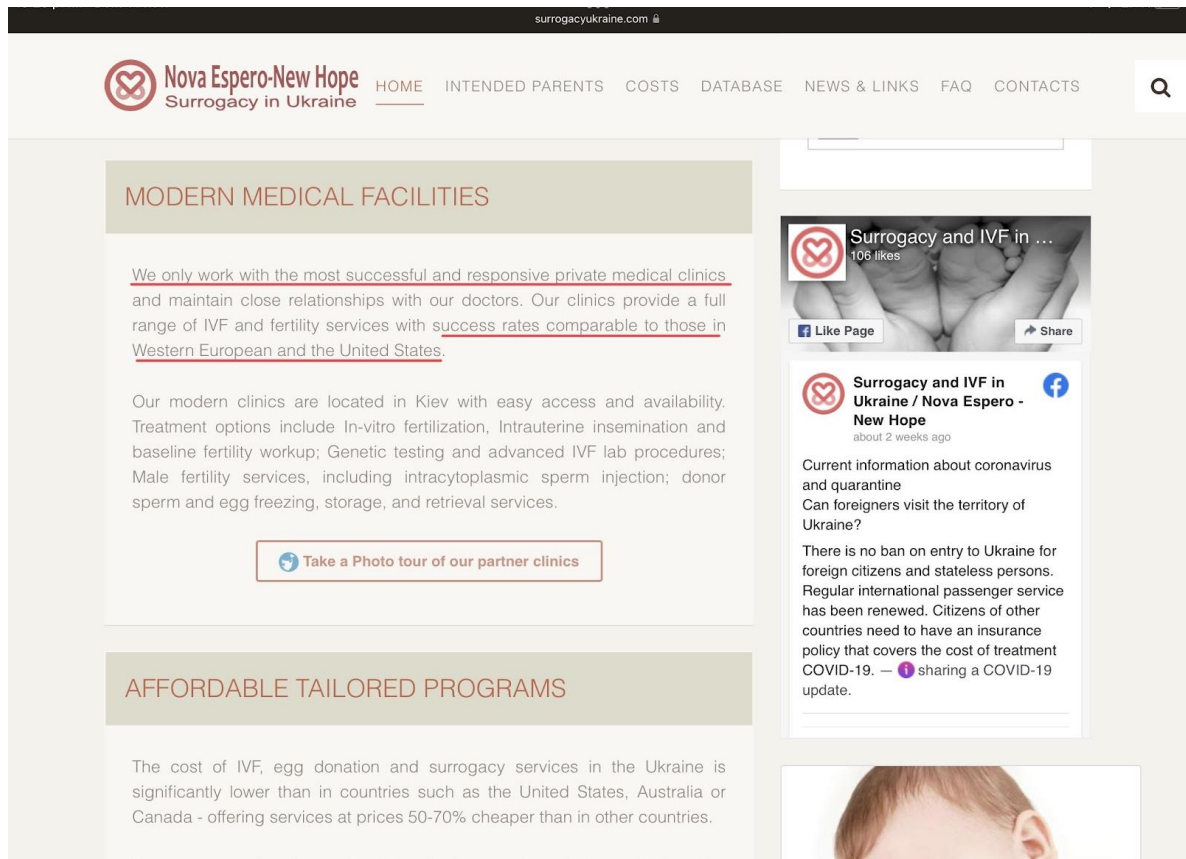 surrogacyukraine.com
Nova Espero-New Hope
Surrogacy in Ukraine
HOME INTENDED PARENTS COSTS DATABASE NEWS & LINKS FAQ CONTACTS
MODERN MEDICAL FACILITIES
We only work with the most successful and responsive private medical clinics
and maintain close relationships with our doctors. Our clinics provide a full
range of IVF and fertility services with success rates comparable to those in
Western European and the United States.
Our modern clinics are located in Kiev with easy access and availability.
Treatment options include In-vitro fertilization, Intrauterine insemination and
baseline fertility workup; Genetic testing and advanced IVF lab procedures;
Male fertility services, including intracytoplasmic sperm injection; donor
sperm and egg freezing, storage, and retrieval services.
Take a Photo tour of our partner clinics
AFFORDABLE TAILORED PROGRAMS
The cost of IVF, egg donation and surrogacy services in the Ukraine is
significantly lower than in countries such as the United States, Australia or
Canada - offering services at prices 50-70% cheaper than in other countries.
Surrogacy and IVF in ...
106 likes
Like Page
Share
Surrogacy and IVF in
Ukraine / Nova Espero -
New Hope
about 2 weeks ago
Current information about coronavirus
and quarantine
Can foreigners visit the territory of
Ukraine?
There is no ban on entry to Ukraine for
foreign citizens and stateless persons.
Regular international passenger service
has been renewed. Citizens of other
countries need to have an insurance
policy that covers the cost of treatment
COVID-19. — sharing a COVID-19
update.